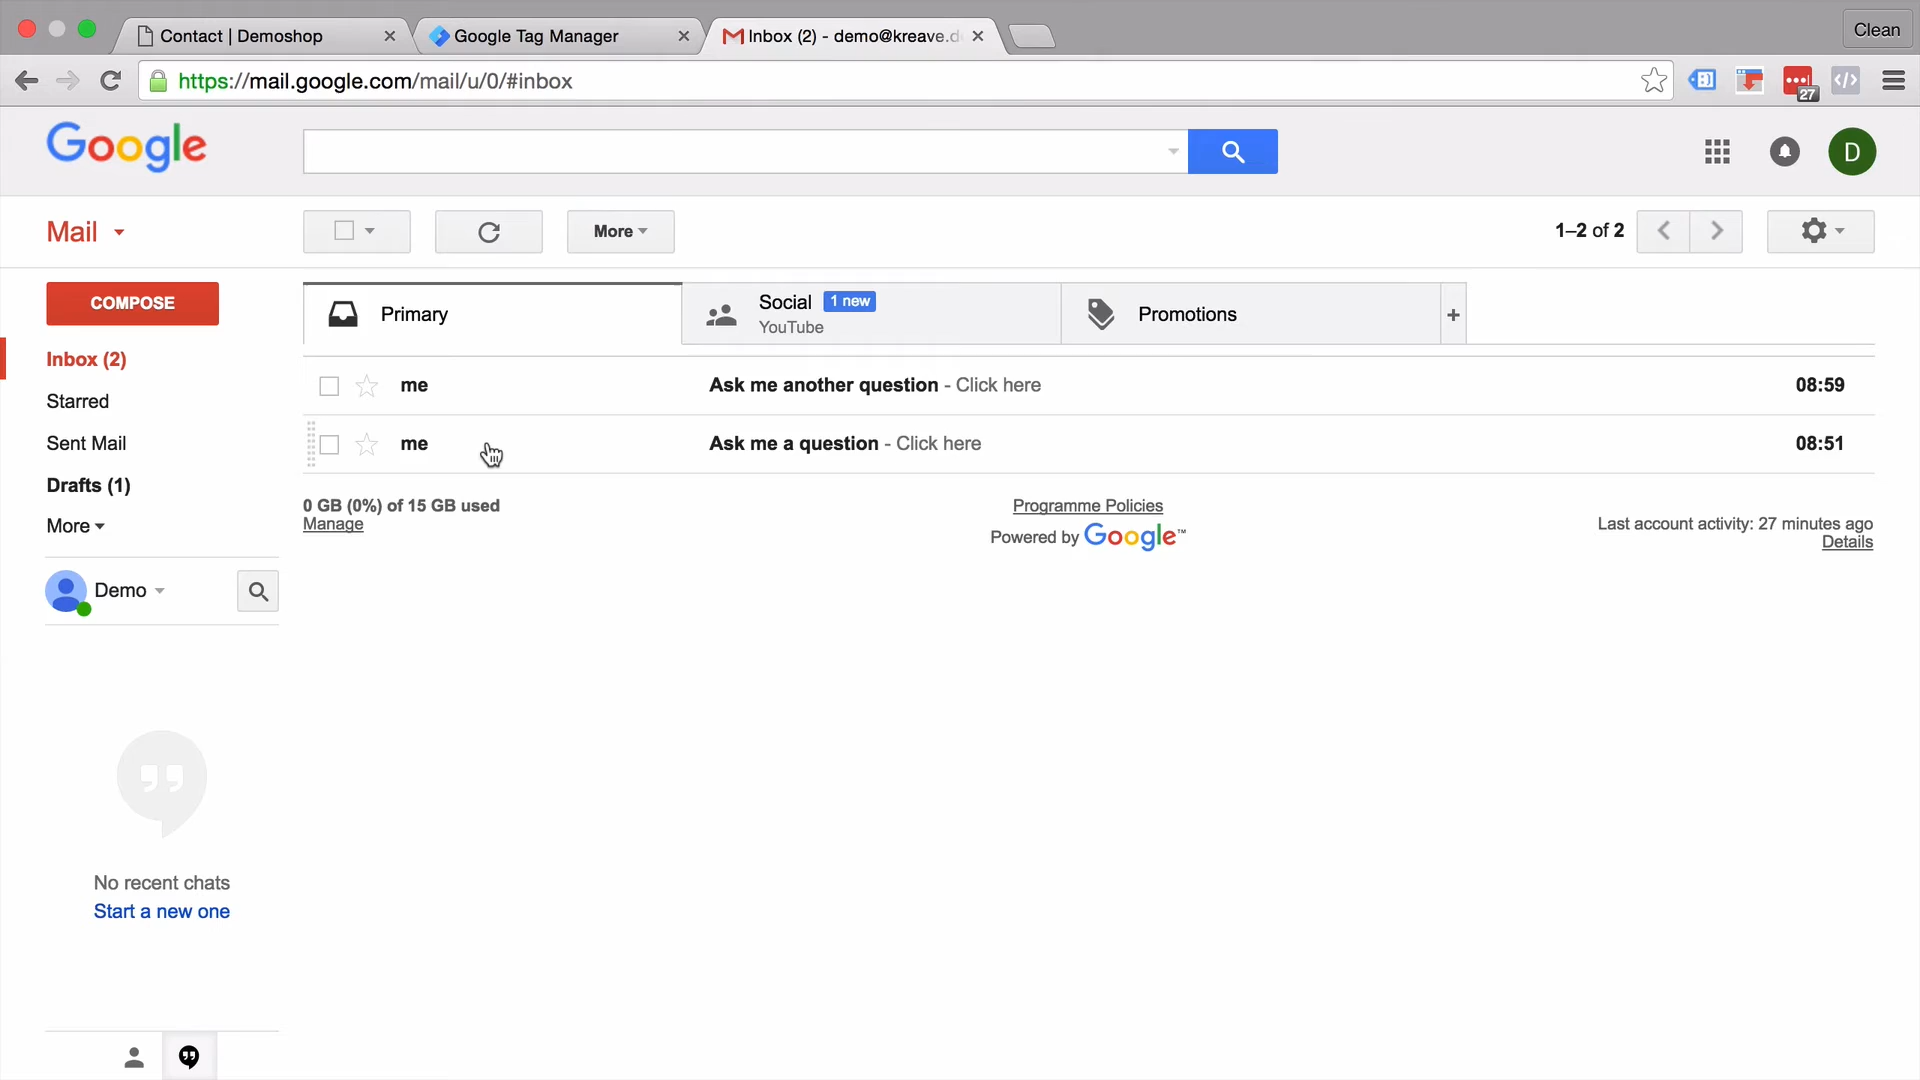 Contact | Demoshop
Google Tag Manager
Inbox (2) - demo@kreave.d
Clean
https://mail.google.com/mail/u/0/#inbox
27
Google
D
Mail
More
1–2 of 2
COMPOSE
Primary
Social 1 new
YouTube
Promotions
+
Inbox (2)
Starred
Sent Mail
Drafts (1)
More
me Ask me another question - Click here 08:59
me Ask me a question - Click here 08:51
0 GB (0%) of 15 GB used
Manage
Programme Policies
Powered by Google™
Last account activity: 27 minutes ago
Details
Demo
No recent chats
Start a new one